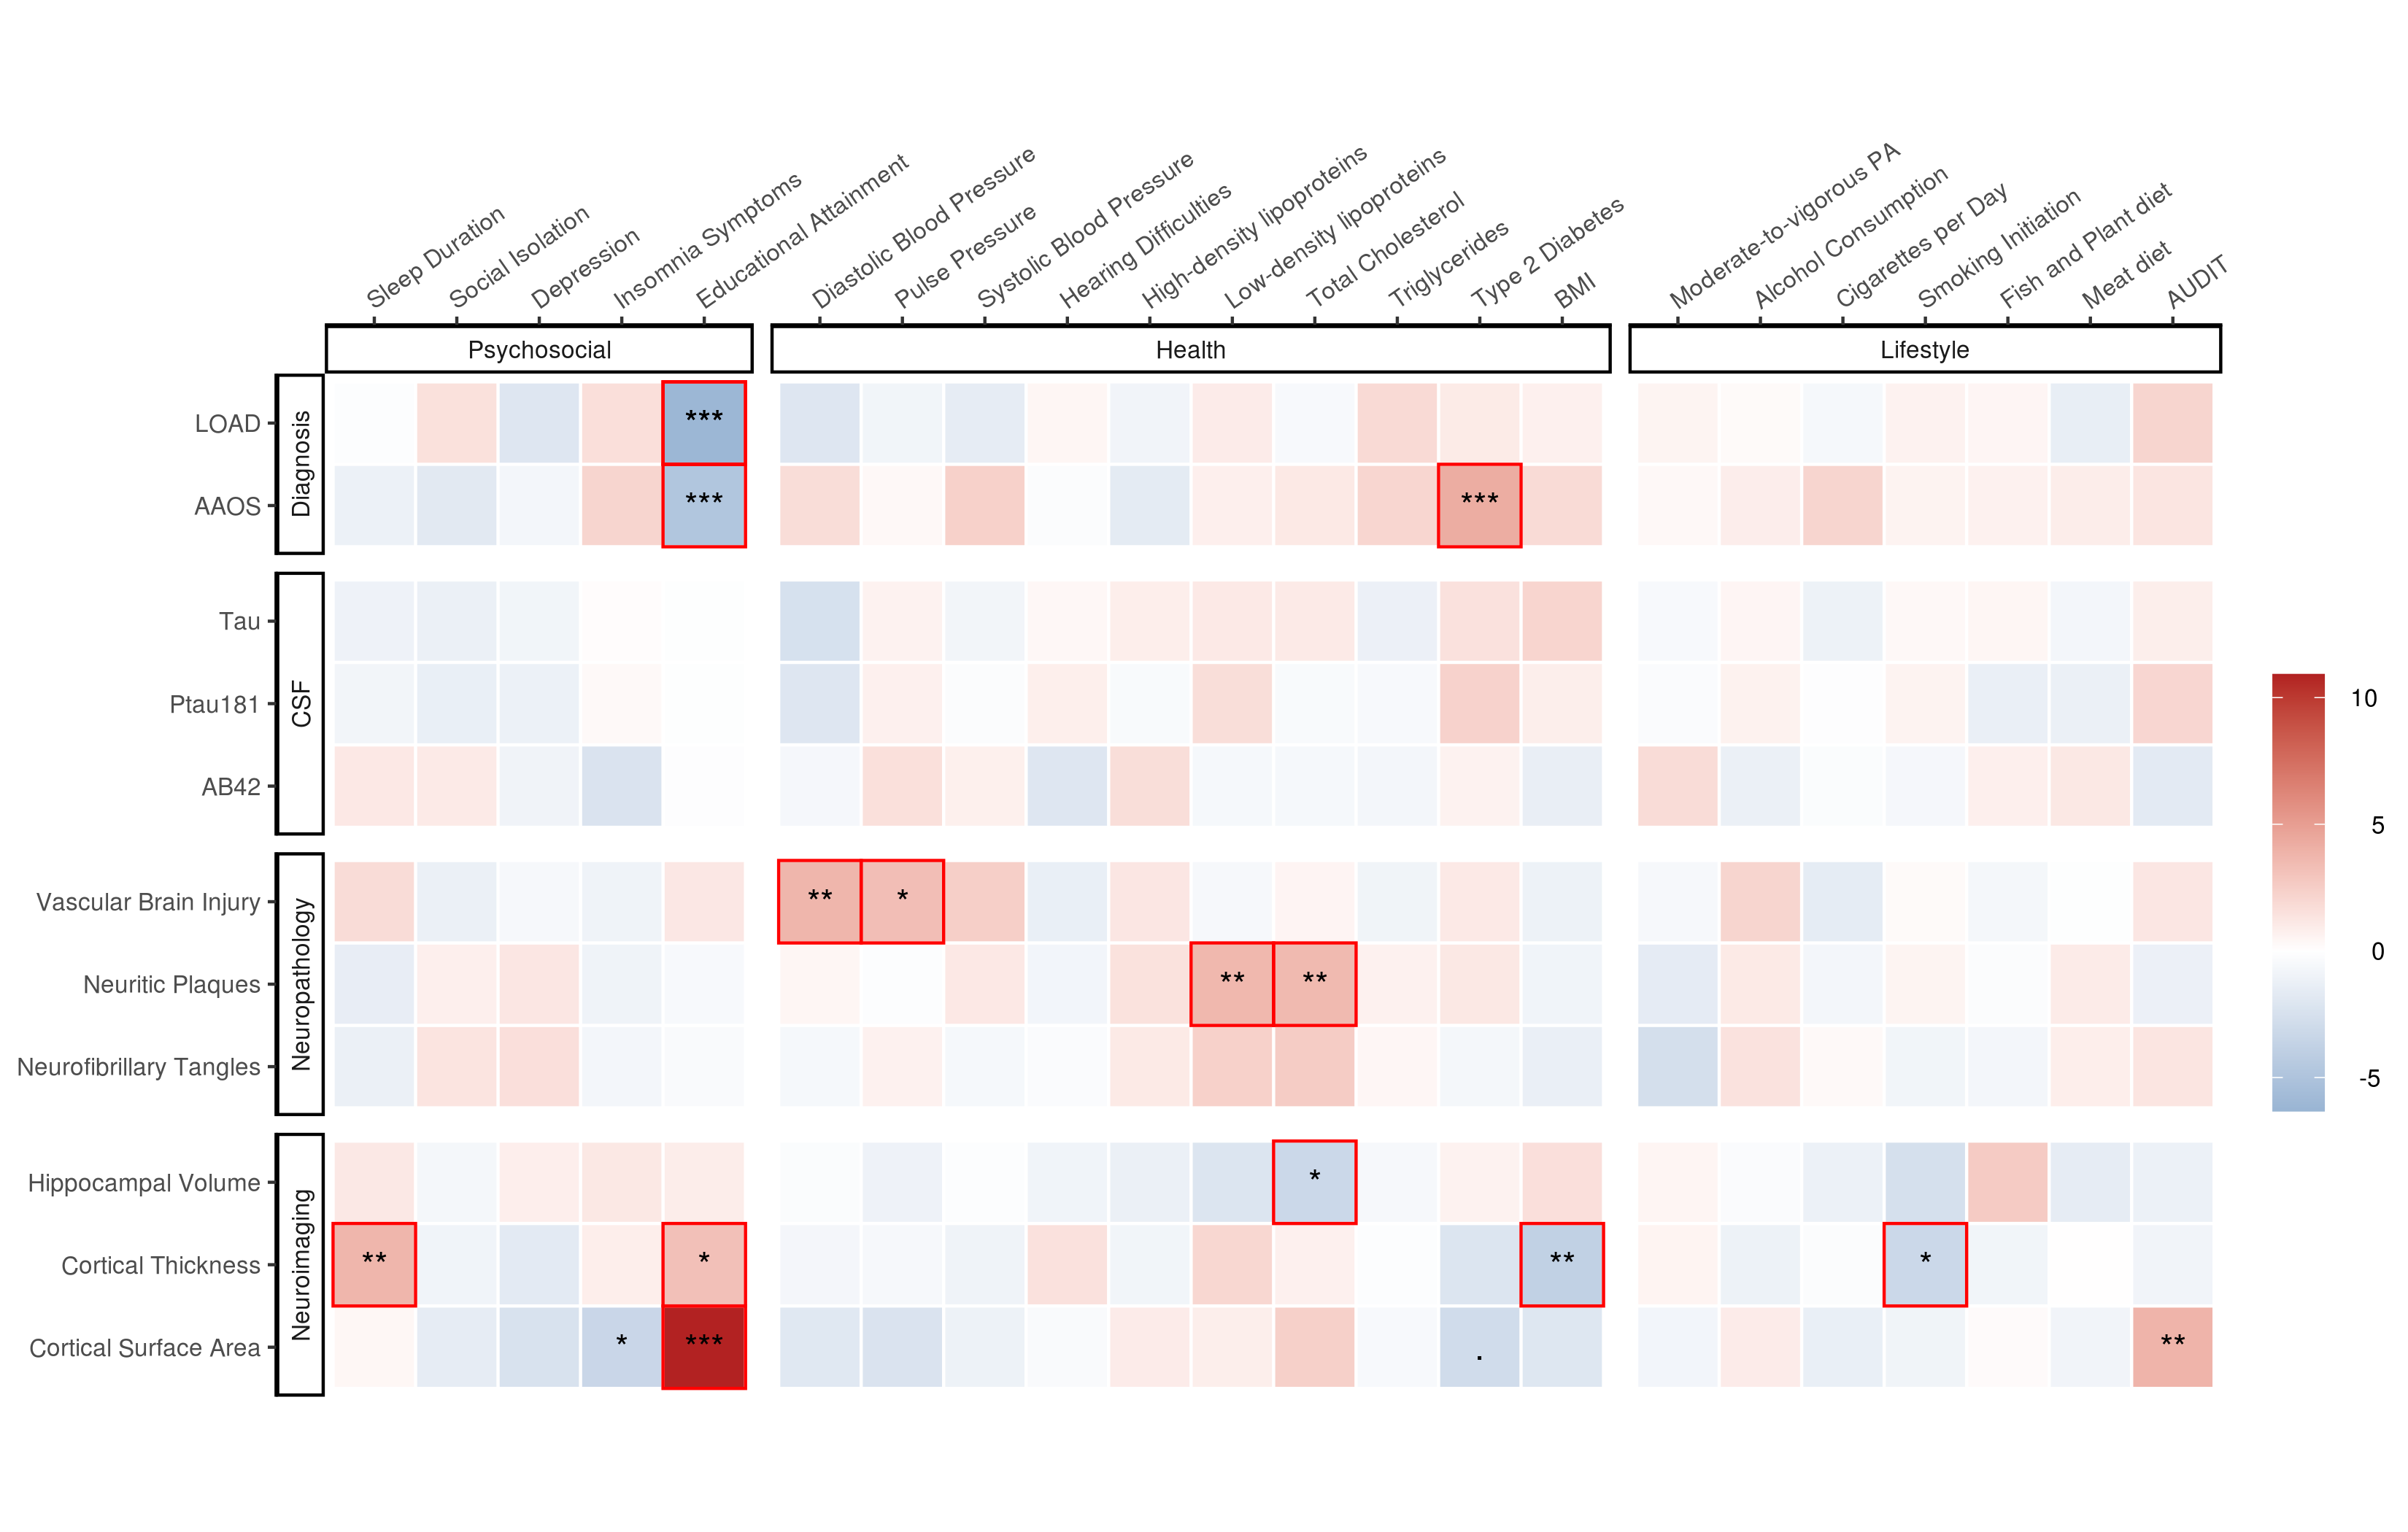 Sleep Duration
Social Isolation
Depression
Insomnia Symptoms
Educational Attainment
Diastolic Blood Pressure
Pulse Pressure
Systolic Blood Pressure
Hearing Difficulties
High-density lipoproteins
Low-density lipoproteins
Total Cholesterol
Triglycerides
Type 2 Diabetes
BMI
Moderate-to-vigorous PA
Alcohol Consumption
Cigarettes per Day
Smoking Initiation
Fish and Plant diet
Meat diet
AUDIT
Psychosocial
Health
Lifestyle
Diagnosis
LOAD
***
AAOS
*** ***
CSF
Tau
Ptau181
AB42
Neuropathology
Vascular Brain Injury
** *
Neuritic Plaques
** **
Neurofibrillary Tangles
Neuroimaging
Hippocampal Volume
*
Cortical Thickness
** * ** *
Cortical Surface Area
* *** . **
10
5
0
-5